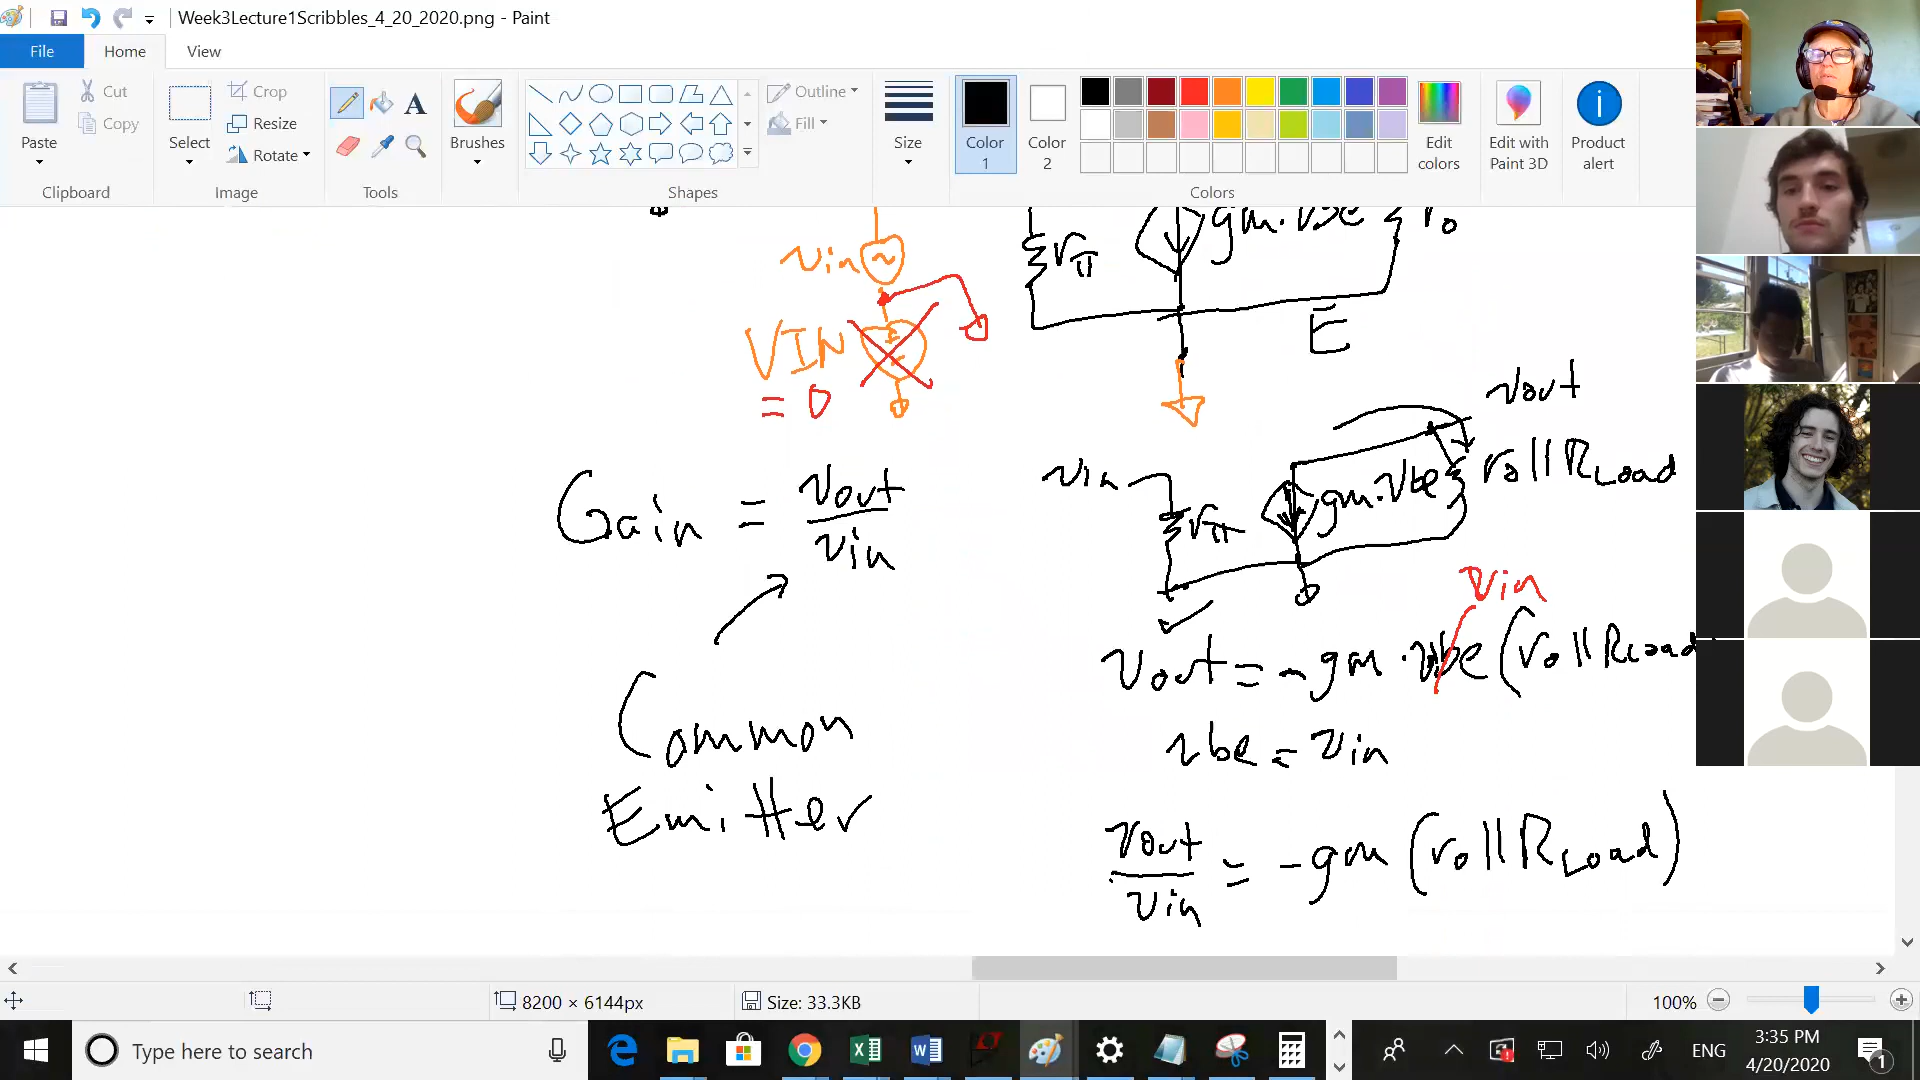 Week3Lecture1Scribbles_4_20_2020.png - Paint
File
Home
View
Paste
Cut
Copy
Clipboard
Select
Crop
Resize
Rotate
Image
Tools
Brushes
Shapes
Outline
Fill
Size
Color 1
Color 2
Colors
Edit colors
Edit with Paint 3D
Product alert
vin
VIN
= 0
rπ
gm.vbe
ro
E
Gain = vout
vin
Common
Emitter
vin
rπ
gm.vbe
vout
ro||RLoad
vin
vout = -gm.vbe (ro||RLoad
vbe = vin
vout
vin
= -gm (ro||RLoad)
8200 × 6144px
Size: 33.3KB
100%
Type here to search
ENG
3:35 PM
4/20/2020
1